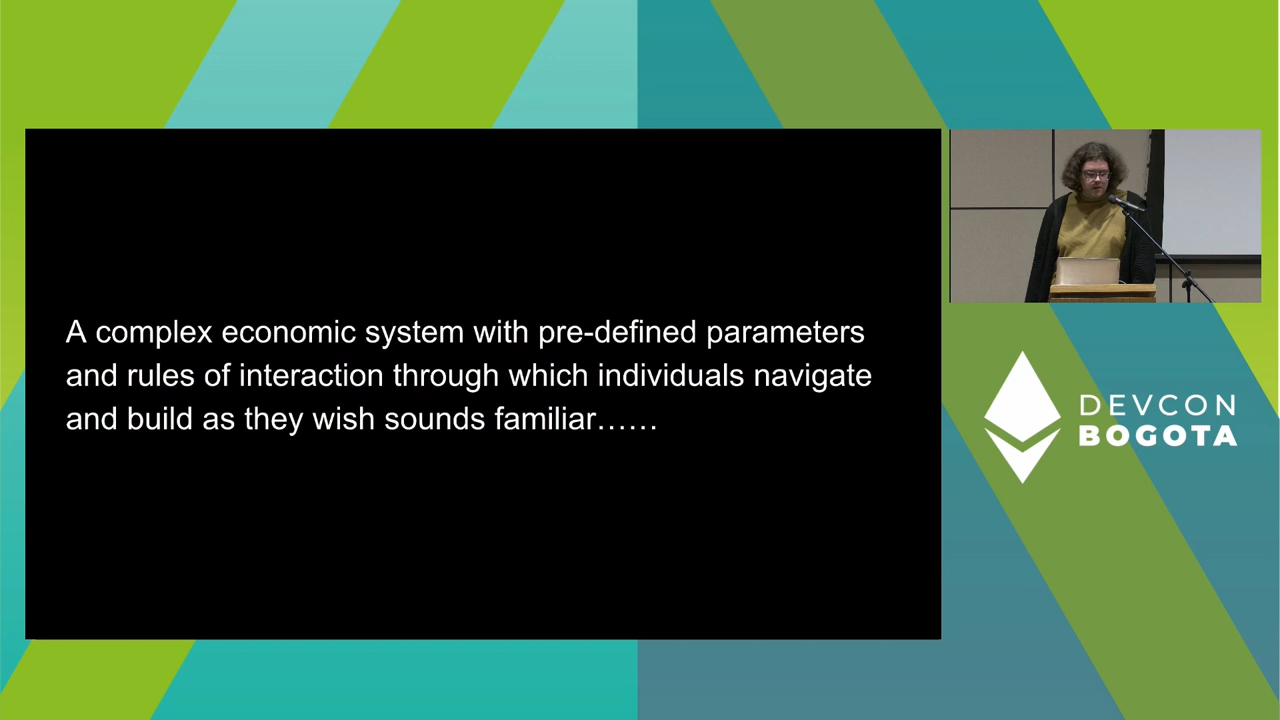 A complex economic system with pre-defined parameters
and rules of interaction through which individuals navigate
and build as they wish sounds familiar……
DEVCON
BOGOTA